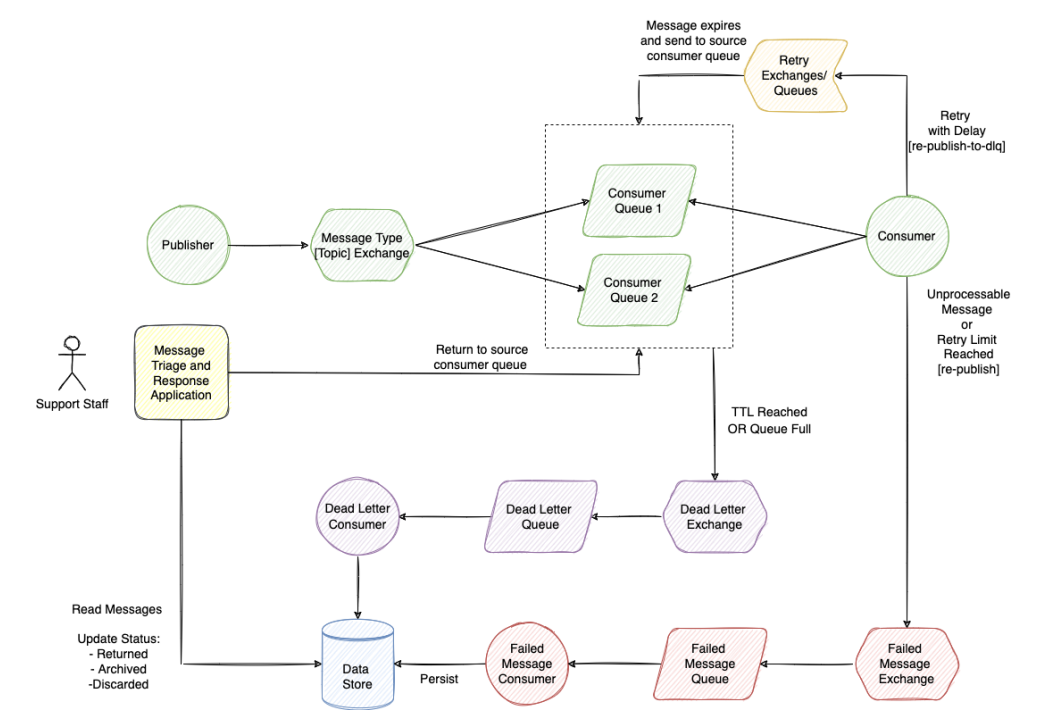 Message expires
and send to source
consumer queue
Retry
Exchanges/
Queues
Retry
with Delay
[re-publish-to-dlq]
Consumer
Queue 1
Publisher
Message Type
[Topic] Exchange
Consumer
Consumer
Queue 2
Unprocessable
Message
or
Retry Limit
Reached
[re-publish]
Message
Triage and
Response
Application
Return to source
consumer queue
Support Staff
TTL Reached
OR Queue Full
Dead Letter
Consumer
Dead Letter
Queue
Dead Letter
Exchange
Read Messages
Update Status:
- Returned
- Archived
-Discarded
Data
Store
Persist
Failed
Message
Consumer
Failed
Message
Queue
Failed
Message
Exchange